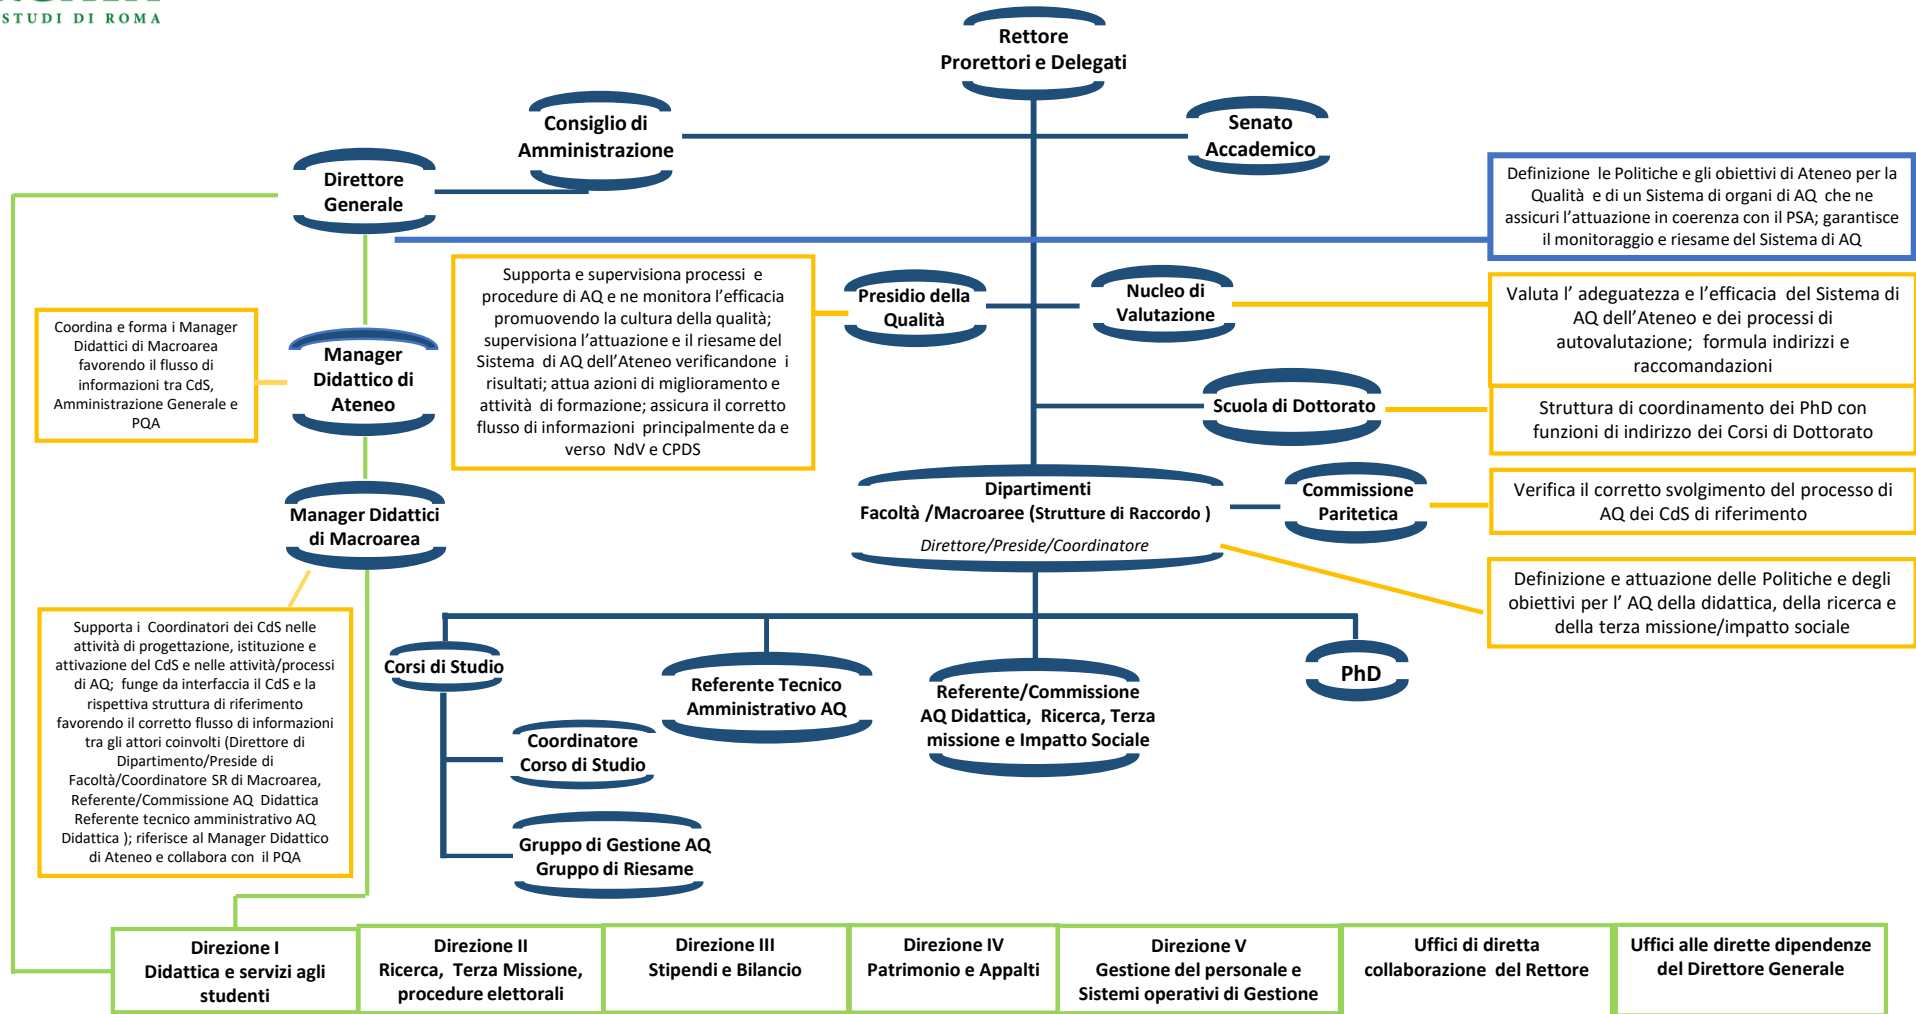 STUDI DI ROMA
Rettore
Prorettori e Delegati
Consiglio di
Amministrazione
Senato
Accademico
Direttore
Generale
Definizione le Politiche e gli obiettivi di Ateneo per la
Qualità e di un Sistema di organi di AQ che ne
assicuri l’attuazione in coerenza con il PSA; garantisce
il monitoraggio e riesame del Sistema di AQ
Supporta e supervisiona processi e
procedure di AQ e ne monitora l’efficacia
promuovendo la cultura della qualità;
supervisiona l’attuazione e il riesame del
Sistema di AQ dell’Ateneo verificandone i
risultati; attua azioni di miglioramento e
attività di formazione; assicura il corretto
flusso di informazioni principalmente da e
verso NdV e CPDS
Presidio della
Qualità
Nucleo di
Valutazione
Valuta l’ adeguatezza e l’efficacia del Sistema di
AQ dell’Ateneo e dei processi di
autovalutazione; formula indirizzi e
raccomandazioni
Coordina e forma i Manager
Didattici di Macroarea
favorendo il flusso di
informazioni tra CdS,
Amministrazione Generale e
PQA
Manager
Didattico di
Ateneo
Scuola di Dottorato
Struttura di coordinamento dei PhD con
funzioni di indirizzo dei Corsi di Dottorato
Manager Didattici
di Macroarea
Dipartimenti
Facoltà /Macroaree (Strutture di Raccordo )
Direttore/Preside/Coordinatore
Commissione
Paritetica
Verifica il corretto svolgimento del processo di
AQ dei CdS di riferimento
Definizione e attuazione delle Politiche e degli
obiettivi per l’ AQ della didattica, della ricerca e
della terza missione/impatto sociale
Supporta i Coordinatori dei CdS nelle
attività di progettazione, istituzione e
attivazione del CdS e nelle attività/processi
di AQ; funge da interfaccia il CdS e la
rispettiva struttura di riferimento
favorendo il corretto flusso di informazioni
tra gli attori coinvolti (Direttore di
Dipartimento/Preside di
Facoltà/Coordinatore SR di Macroarea,
Referente/Commissione AQ Didattica
Referente tecnico amministrativo AQ
Didattica ); riferisce al Manager Didattico
di Ateneo e collabora con il PQA
Corsi di Studio
Referente Tecnico
Amministrativo AQ
Referente/Commissione
AQ Didattica, Ricerca, Terza
missione e Impatto Sociale
PhD
Coordinatore
Corso di Studio
Gruppo di Gestione AQ
Gruppo di Riesame
Direzione I
Didattica e servizi agli
studenti
Direzione II
Ricerca, Terza Missione,
procedure elettorali
Direzione III
Stipendi e Bilancio
Direzione IV
Patrimonio e Appalti
Direzione V
Gestione del personale e
Sistemi operativi di Gestione
Uffici di diretta
collaborazione del Rettore
Uffici alle dirette dipendenze
del Direttore Generale